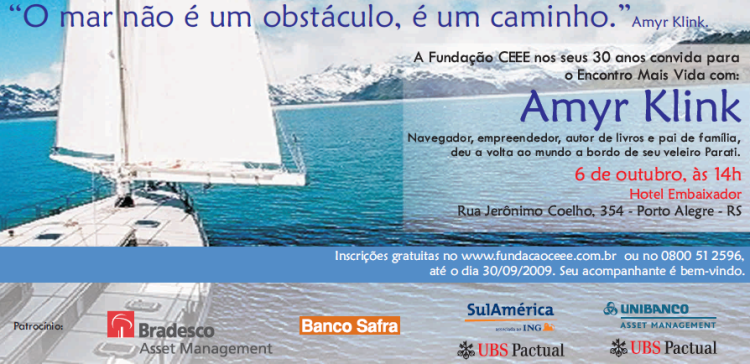 “O mar não é um obstáculo, é um caminho.” Amyr Klink.
A Fundação CEEE nos seus 30 anos convida para
o Encontro Mais Vida com:
Amyr Klink
Navegador, empreendedor, autor de livros e pai de família,
deu a volta ao mundo a bordo de seu veleiro Parati.
6 de outubro, às 14h
Hotel Embaixador
Rua Jerônimo Coelho, 354 - Porto Alegre - RS
Inscrições gratuitas no www.fundacaoceee.com.br ou no 0800 51 2596,
até o dia 30/09/2009. Seu acompanhante é bem-vindo.
Patrocínio:
Bradesco
Asset Management
Banco Safra
SulAmérica
associada ao ING
UBS Pactual
UNIBANCO
ASSET MANAGEMENT
UBS Pactual